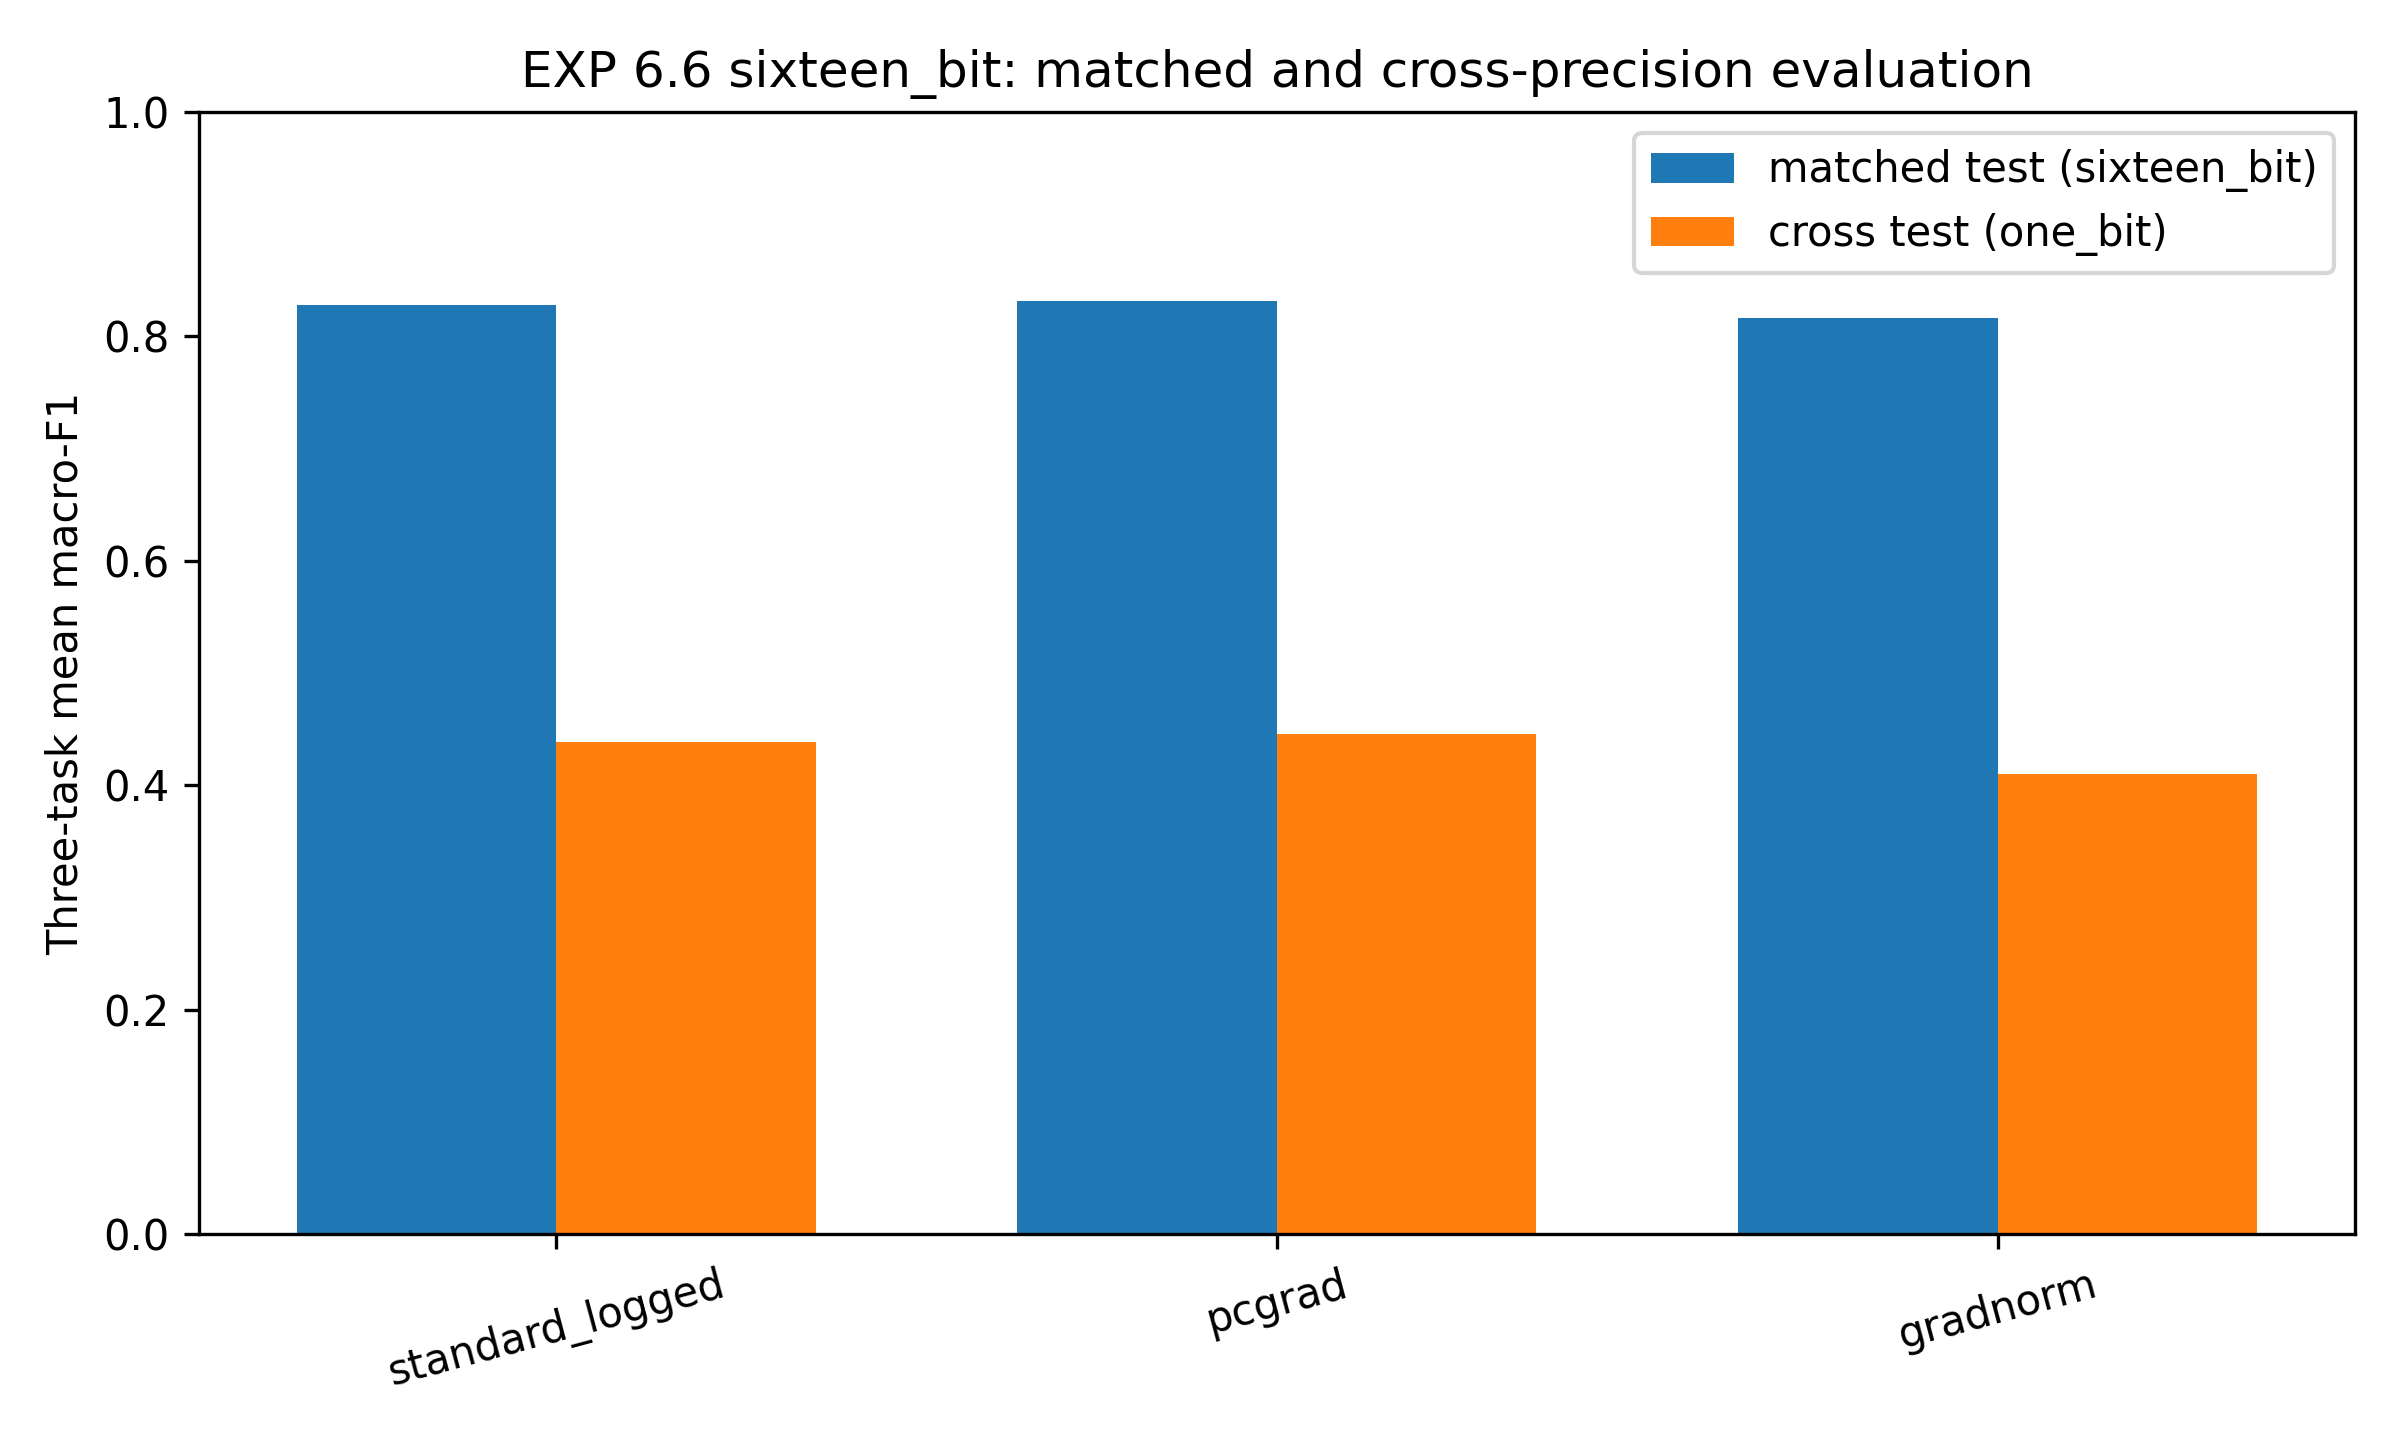 EXP 6.6 sixteen_bit: matched and cross-precision evaluation
matched test (sixteen_bit)
cross test (one_bit)
Three-task mean macro-F1
1.0
0.8
0.6
0.4
0.2
0.0
standard_logged
pcgrad
gradnorm